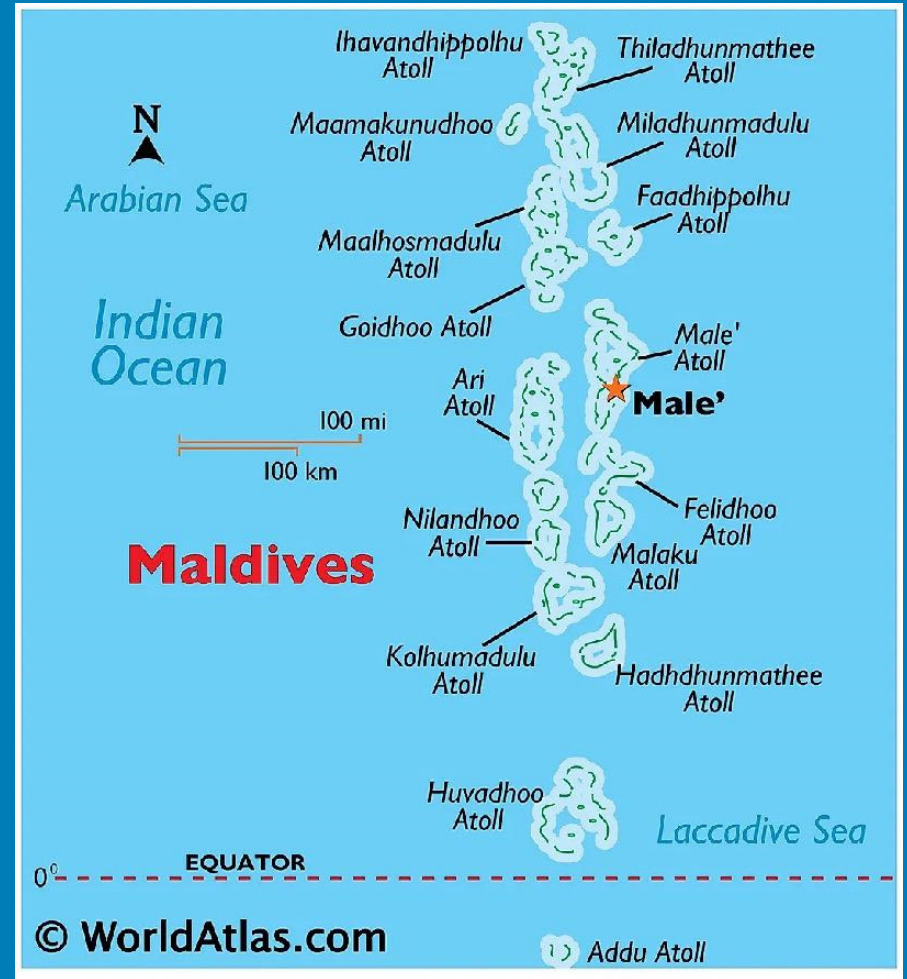 Ihavandhippolhu
Atoll
Thiladhunmathee
Atoll
N
Maamakunudhoo
Atoll
Miladhunmadulu
Atoll
Arabian Sea
Faadhippolhu
Atoll
Maalhosmadulu
Atoll
Indian
Ocean
Goidhoo Atoll
Male'
Atoll
Ari
Atoll
Male’
100 mi
100 km
Nilandhoo
Atoll
Felidhoo
Atoll
Maldives
Malaku
Atoll
Kolhumadulu
Atoll
Hadhdhunmathee
Atoll
Huvadhoo
Atoll
Laccadive Sea
EQUATOR
0°
© WorldAtlas.com
Addu Atoll